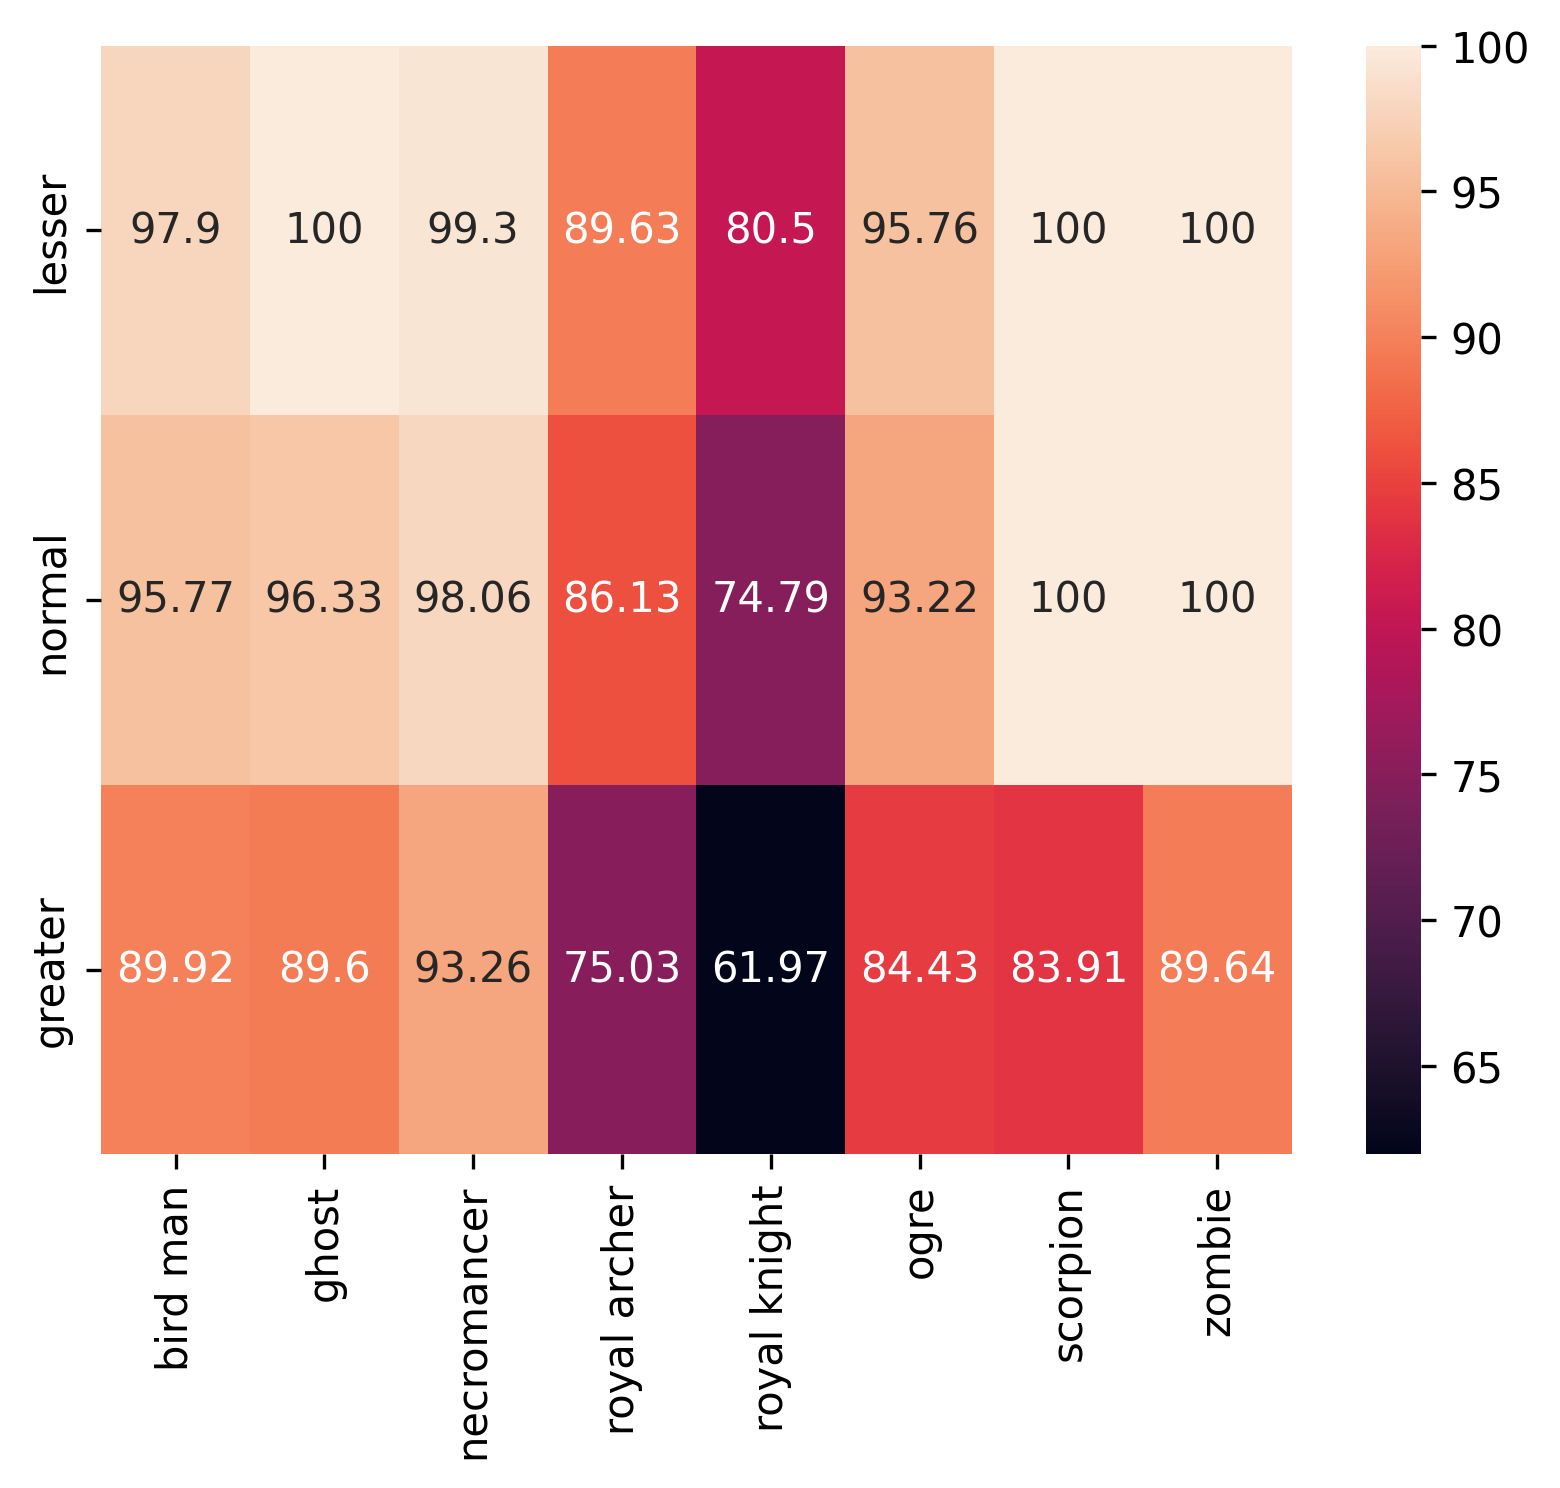 lesser 97.9 100 99.3 89.63 80.5 95.76 100 100
normal 95.77 96.33 98.06 86.13 74.79 93.22 100 100
greater 89.92 89.6 93.26 75.03 61.97 84.43 83.91 89.64
bird man
ghost
necromancer
royal archer
royal knight
ogre
scorpion
zombie
100
95
90
85
80
75
70
65